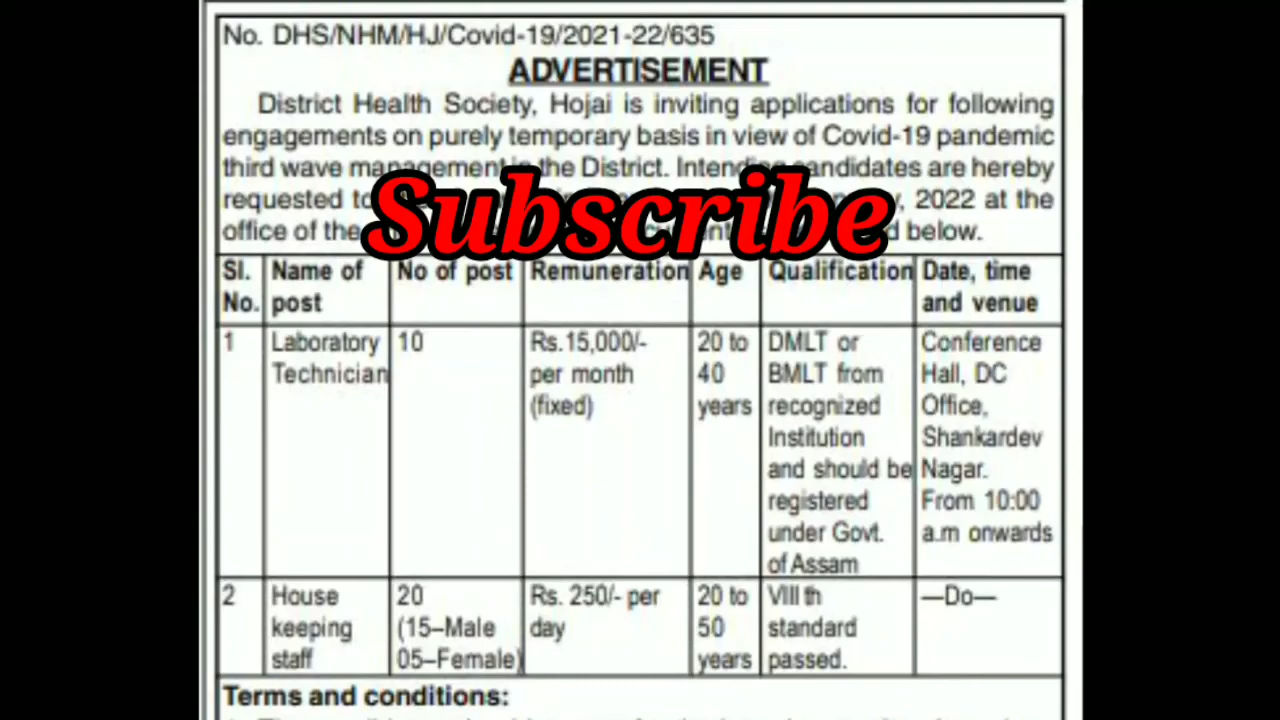 No. DHS/NHM/HJ/Covid-19/2021-22/635
ADVERTISEMENT
District Health Society, Hojai is inviting applications for following
engagements on purely temporary basis in view of Covid-19 pandemic
third wave management the District. Intending candidates are hereby
requested to 2022 at the
office of the below.
Subscribe
Sl. No. Name of post No of post Remuneration Age Qualification Date, time and venue
1 Laboratory Technician 10 Rs.15,000/- per month (fixed) 20 to 40 years DMLT or BMLT from recognized Institution and should be registered under Govt. of Assam Conference Hall, DC Office, Shankardev Nagar. From 10:00 a.m onwards
2 House keeping staff 20 (15–Male 05–Female) Rs. 250/- per day 20 to 50 years VIII th standard passed. —Do—
Terms and conditions: